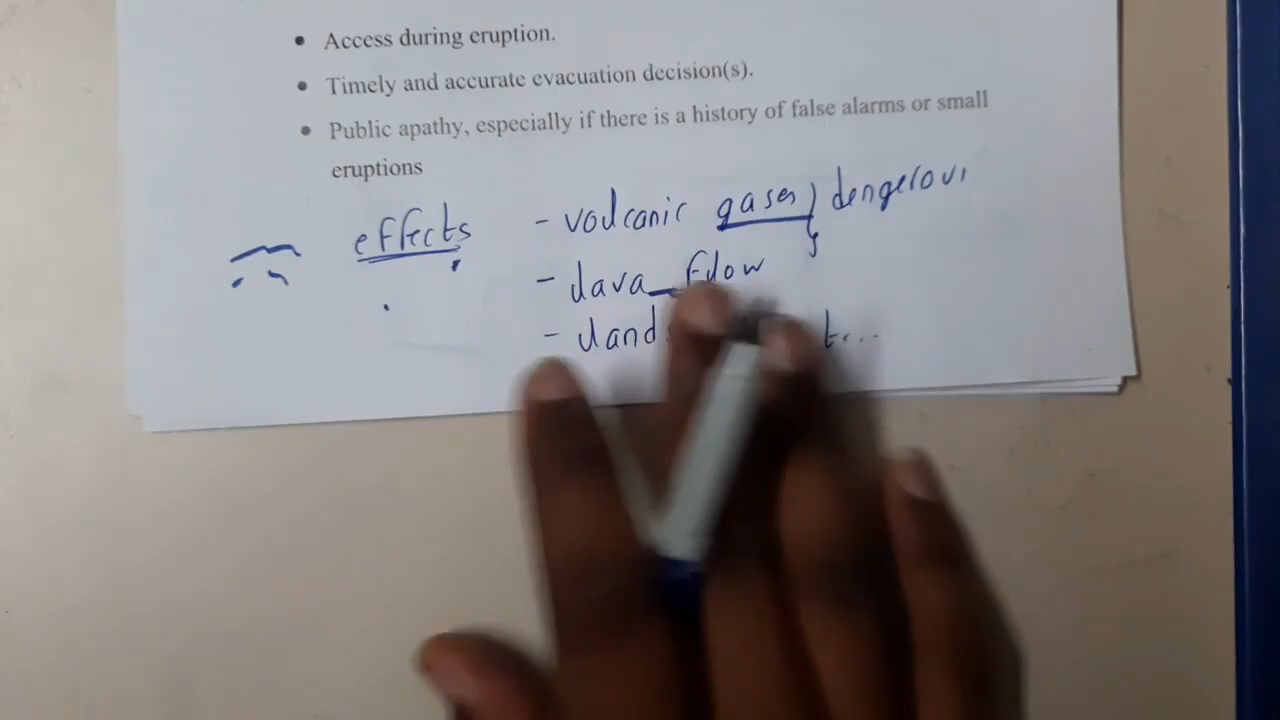 • Access during eruption.
• Timely and accurate evacuation decision(s).
• Public apathy, especially if there is a history of false alarms or small
eruptions
effects - volcanic gases, dengerous
- lava flow
-